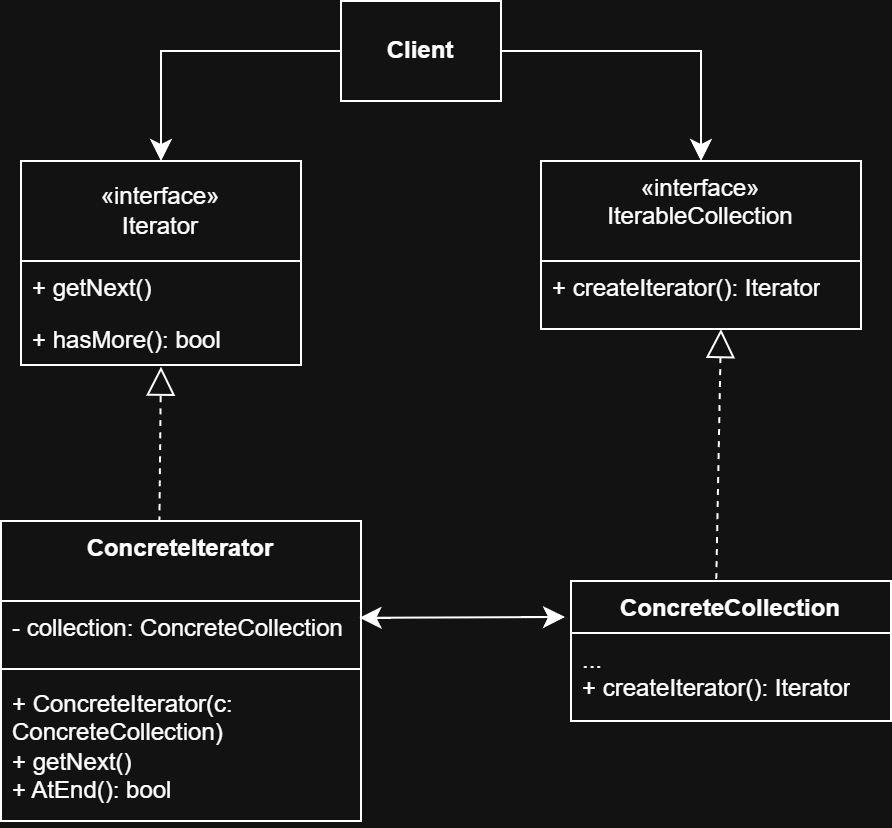 Client
«interface»
Iterator
+ getNext()
+ hasMore(): bool
«interface»
IterableCollection
+ createIterator(): Iterator
ConcreteIterator
- collection: ConcreteCollection
+ ConcreteIterator(c:
ConcreteCollection)
+ getNext()
+ AtEnd(): bool
ConcreteCollection
...
+ createIterator(): Iterator